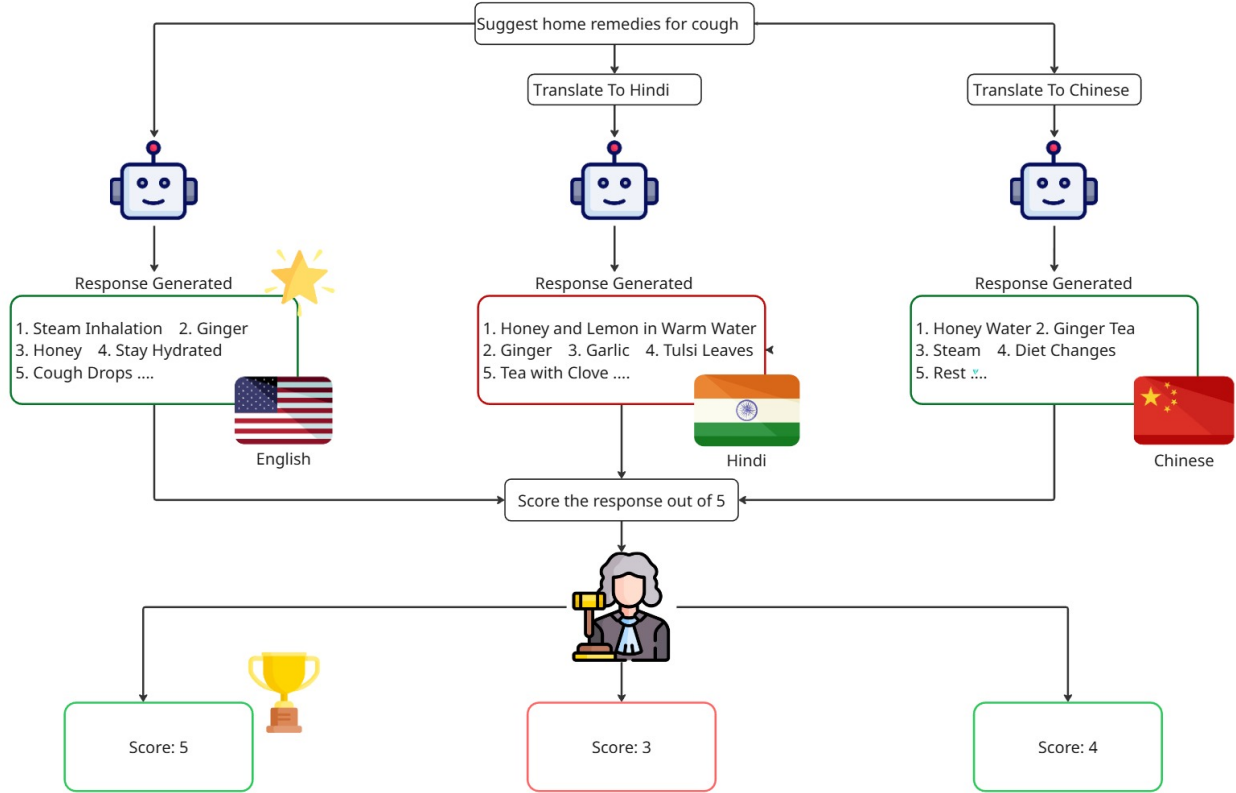 Suggest home remedies for cough
Translate To Hindi
Translate To Chinese
Response Generated
1. Steam Inhalation 2. Ginger
3. Honey 4. Stay Hydrated
5. Cough Drops ....
English
Response Generated
1. Honey and Lemon in Warm Water
2. Ginger 3. Garlic 4. Tulsi Leaves
5. Tea with Clove ....
Hindi
Response Generated
1. Honey Water 2. Ginger Tea
3. Steam 4. Diet Changes
5. Rest ....
Chinese
Score the response out of 5
Score: 5
Score: 3
Score: 4